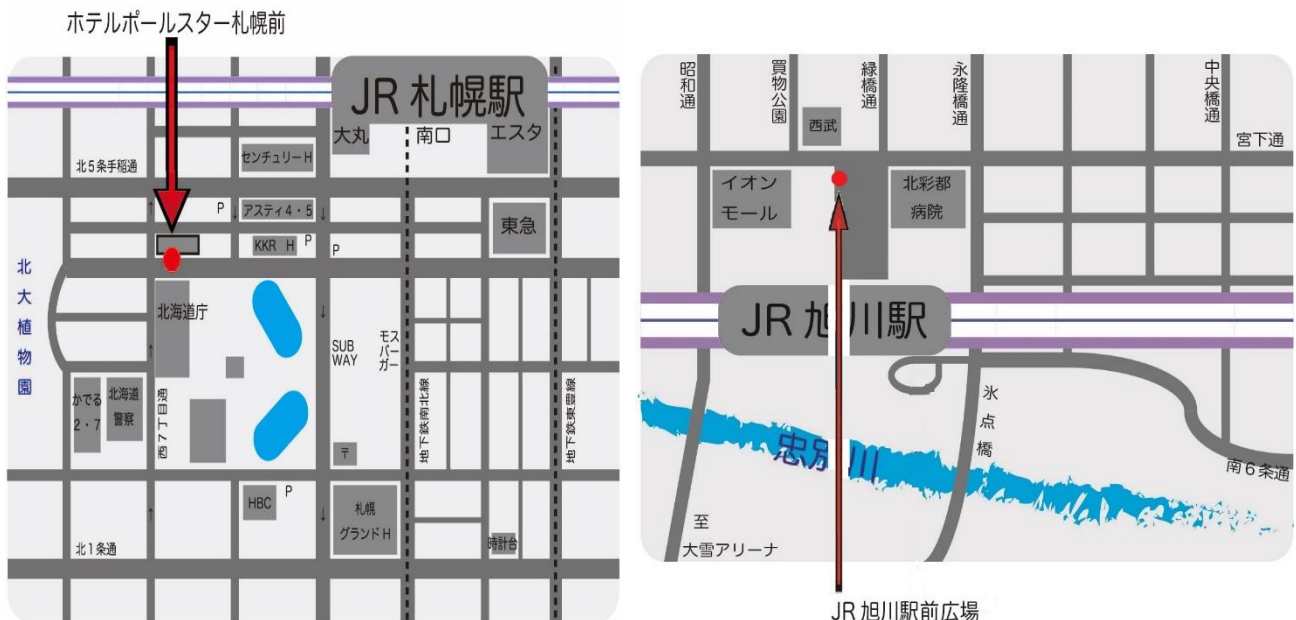 ホテルポールスター札幌前
JR 札幌駅
大丸
南口
エスタ
北5条手稲通
センチュリーH
P
アスティ4・5
東急
KKR H
P
P
北大植物園
北海道庁
SUB
WAY
モスバーガー
かでる
2・7
北海道
警察
西7丁目通
地下鉄南北線
地下鉄東豊線
〒
HBC
P
札幌
グランドH
時計台
北1条通
昭和通
買物公園
緑橋通
永隆橋通
中央橋通
西武
宮下通
イオン
モール
北彩都
病院
JR 旭川駅
氷点橋
忠別川
南6条通
至
大雪アリーナ
JR 旭川駅前広場